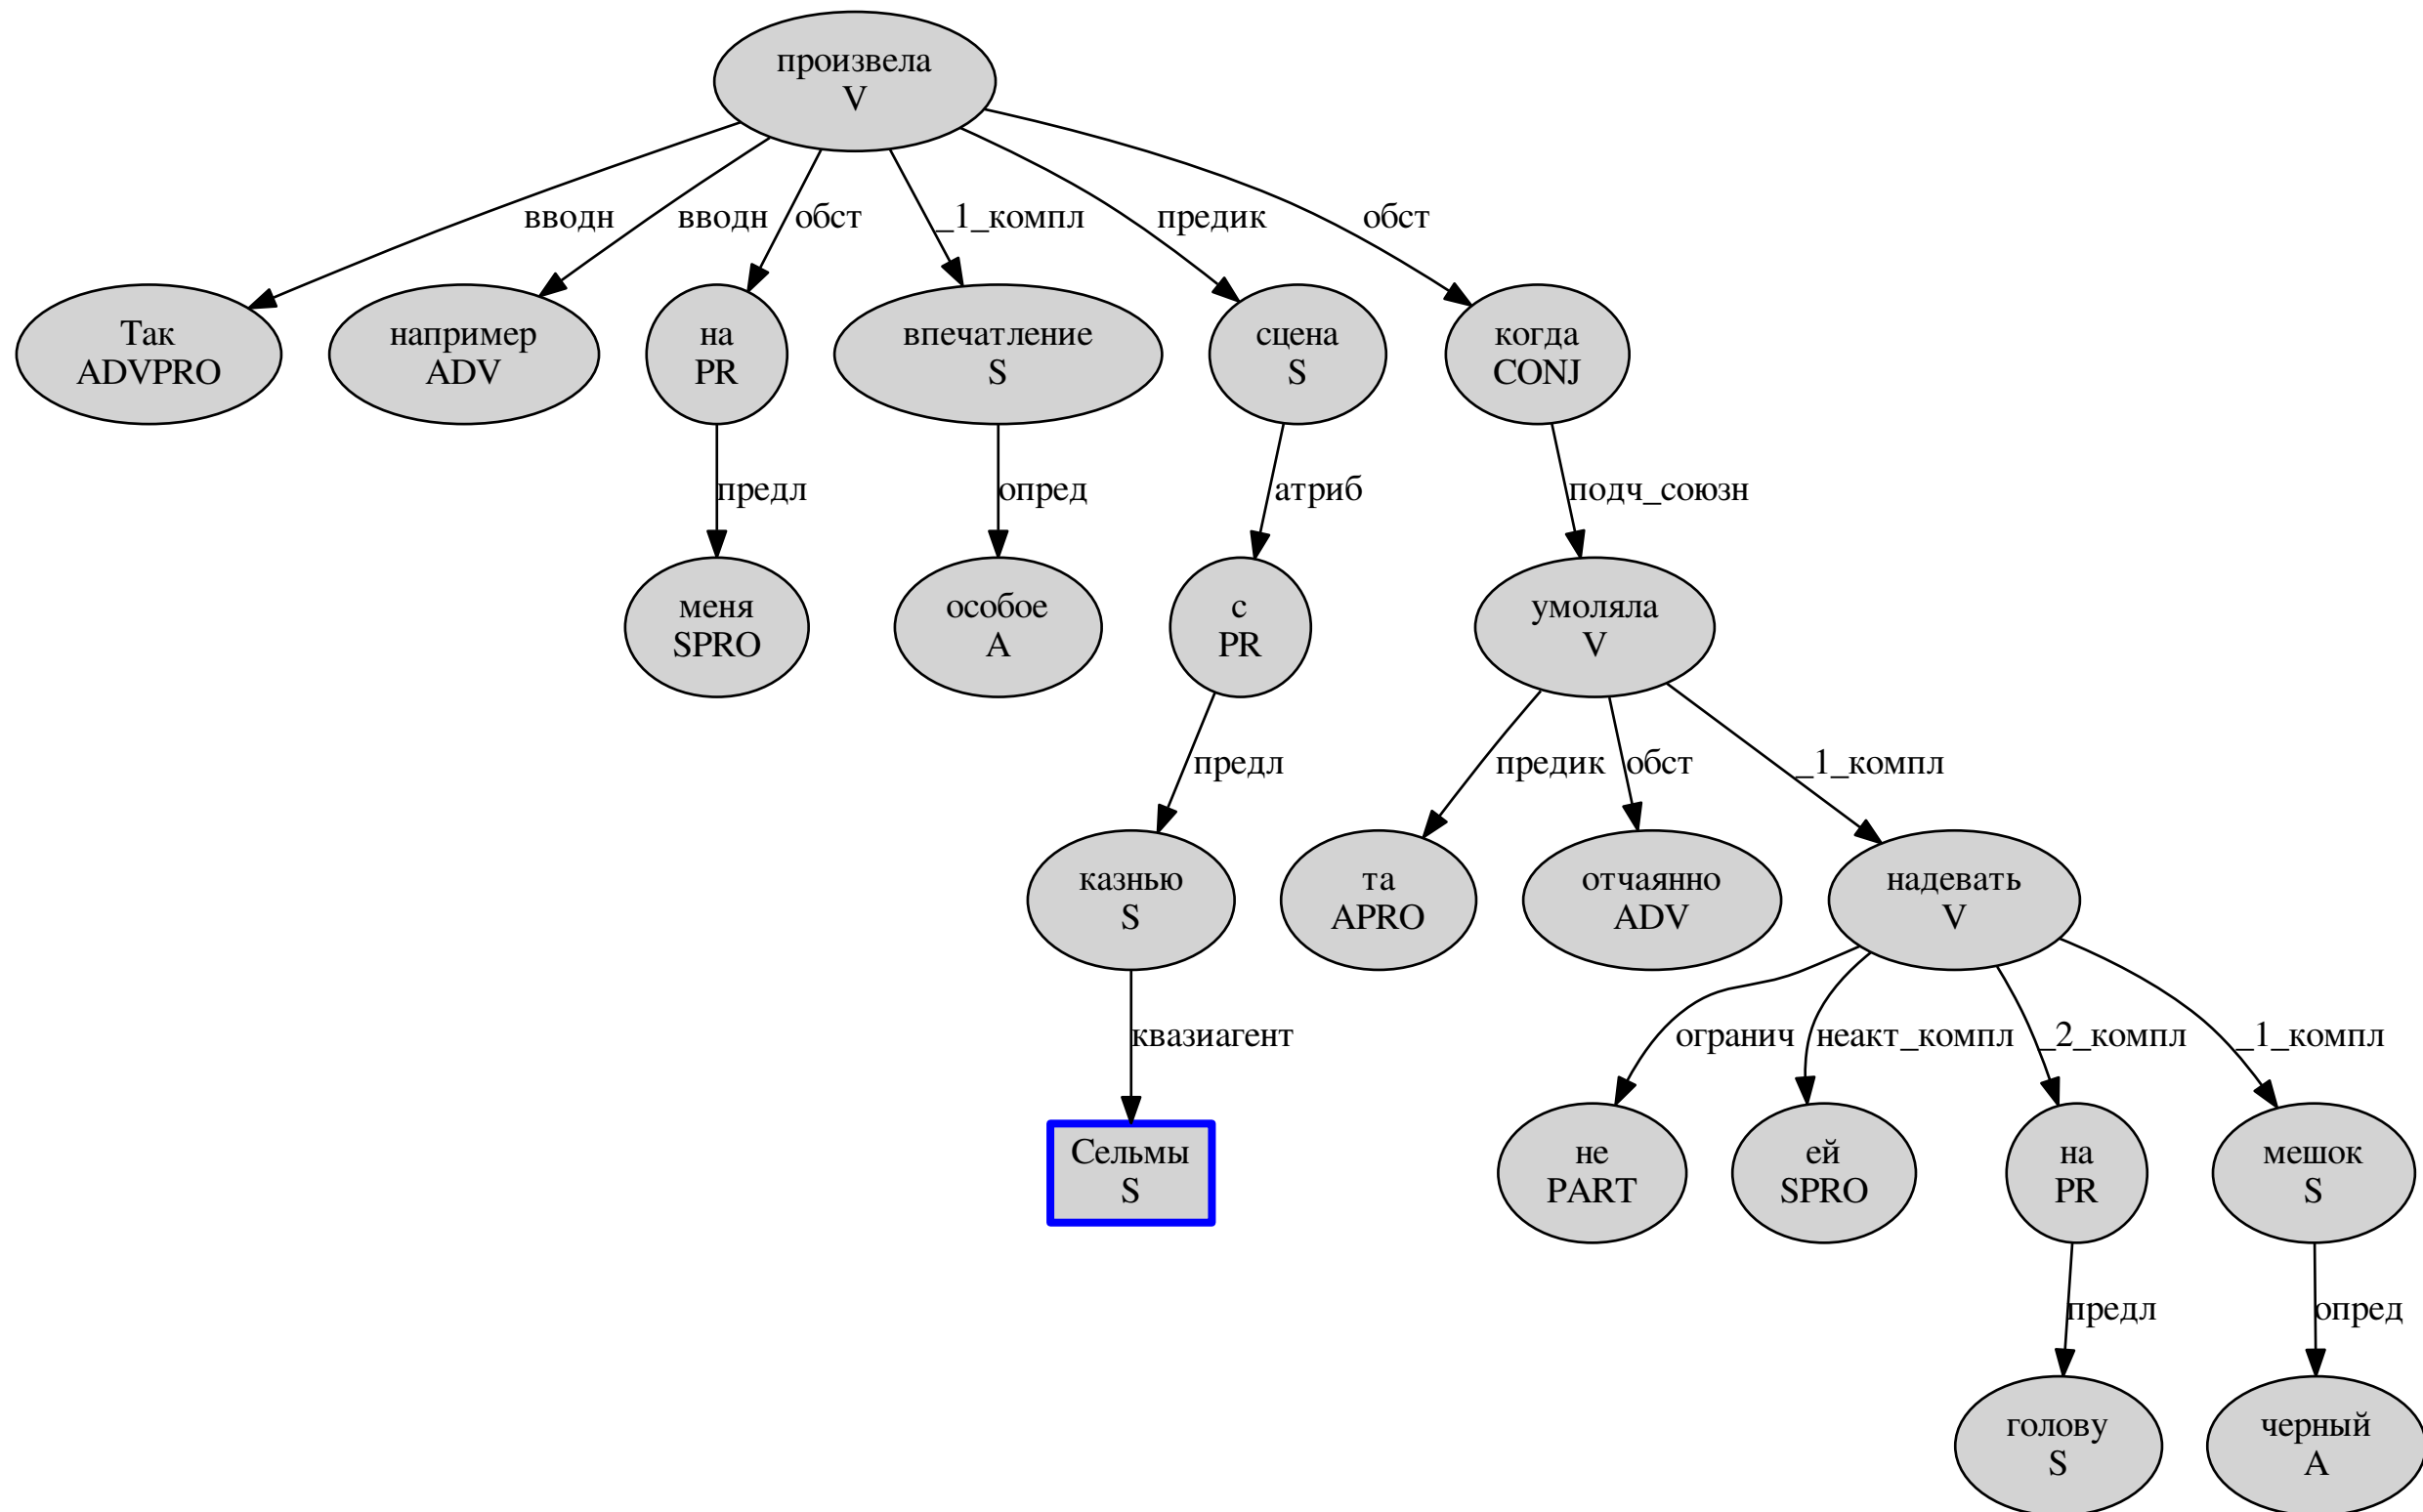 произвела
V
вводн
вводн
обст
_1_компл
предик
обст
Так
ADVPRO
например
ADV
на
PR
впечатление
S
сцена
S
когда
CONJ
предл
опред
атриб
подч_союзн
меня
SPRO
особое
A
с
PR
умоляла
V
предл
предик
обст
_1_компл
казнью
S
та
APRO
отчаянно
ADV
надевать
V
квазиагент
огранич
неакт_компл
_2_компл
_1_компл
Сельмы
S
не
PART
ей
SPRO
на
PR
мешок
S
предл
опред
голову
S
черный
A